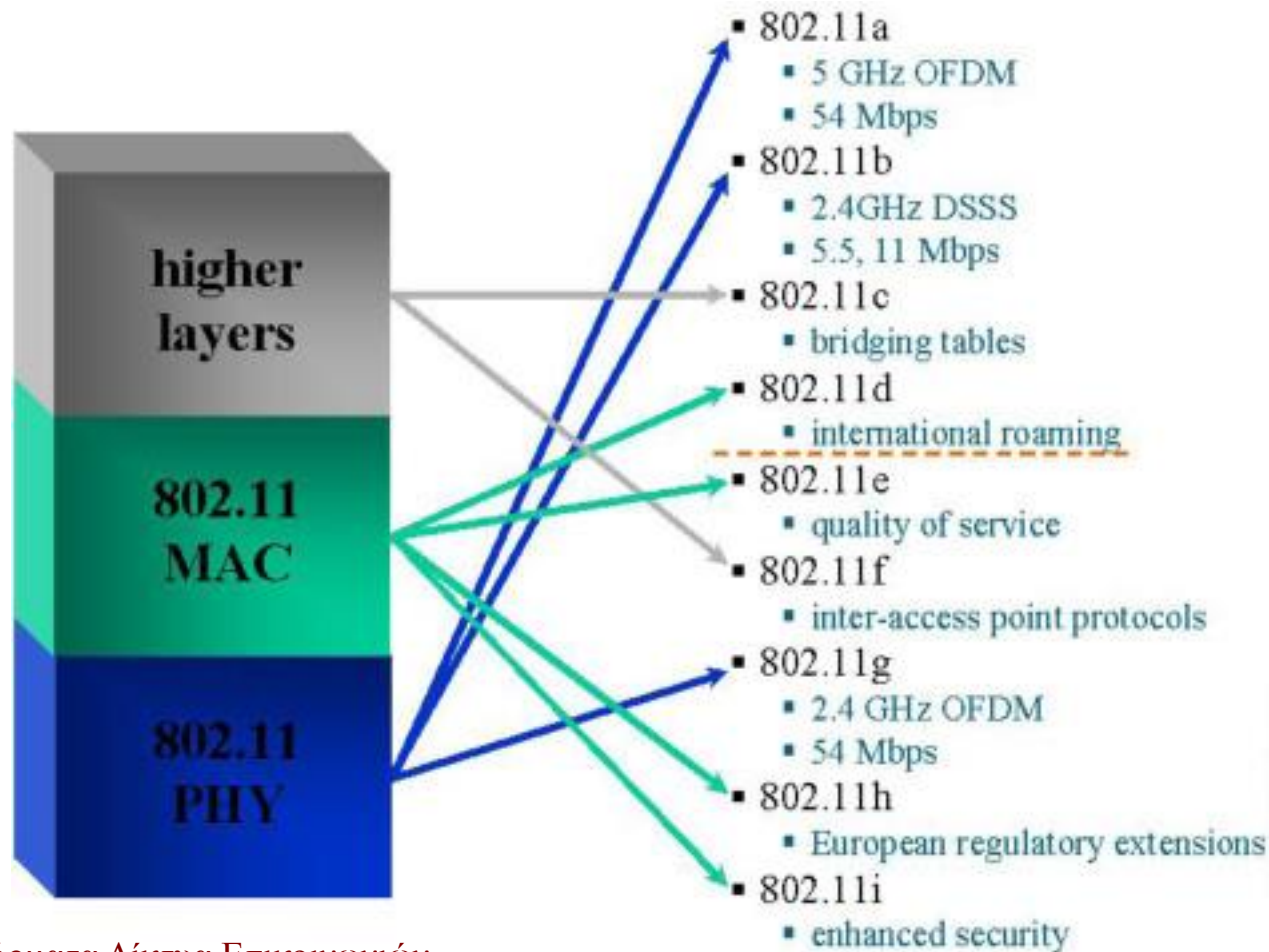 higher
layers
802.11
MAC
802.11
PHY
▪ 802.11a
▪ 5 GHz OFDM
▪ 54 Mbps
▪ 802.11b
▪ 2.4GHz DSSS
▪ 5.5, 11 Mbps
▪ 802.11c
▪ bridging tables
▪ 802.11d
▪ international roaming
▪ 802.11e
▪ quality of service
▪ 802.11f
▪ inter-access point protocols
▪ 802.11g
▪ 2.4 GHz OFDM
▪ 54 Mbps
▪ 802.11h
▪ European regulatory extensions
▪ 802.11i
▪ enhanced security
Δίκτυα Επικοινωνιών